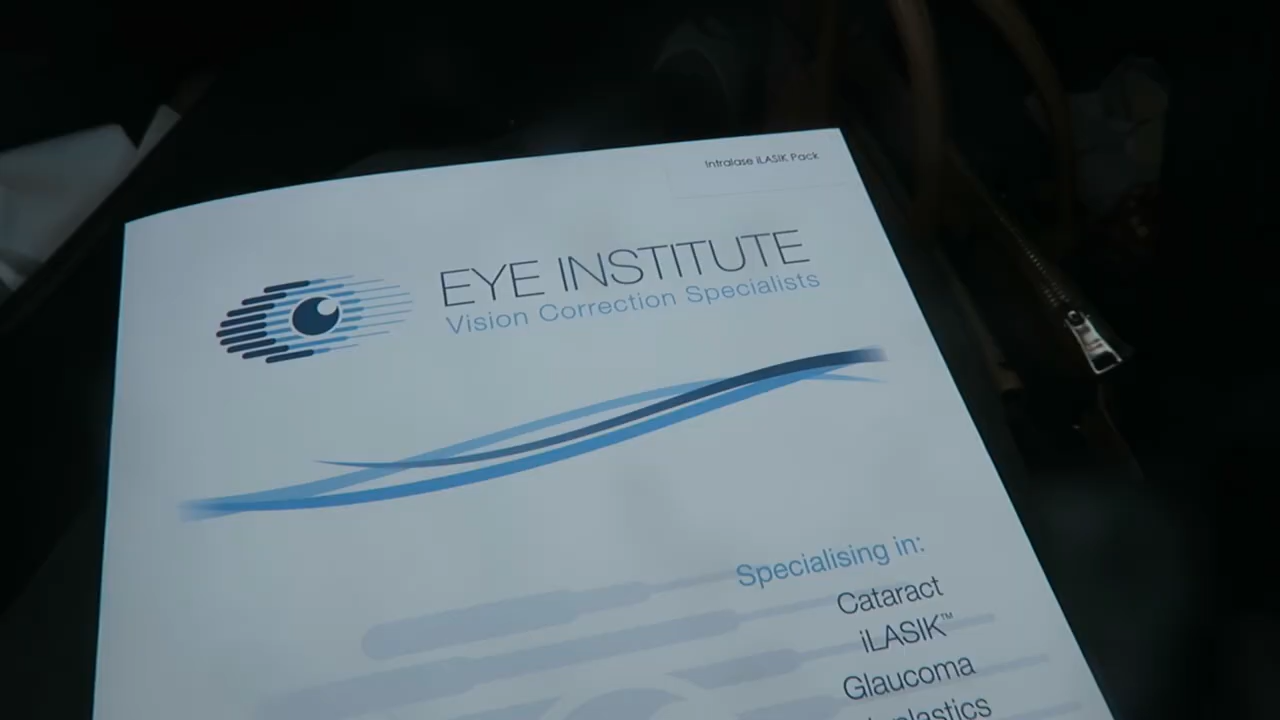 Intralase iLASIK Pack
EYE INSTITUTE
Vision Correction Specialists
Specialising in:
Cataract
iLASIK™
Glaucoma